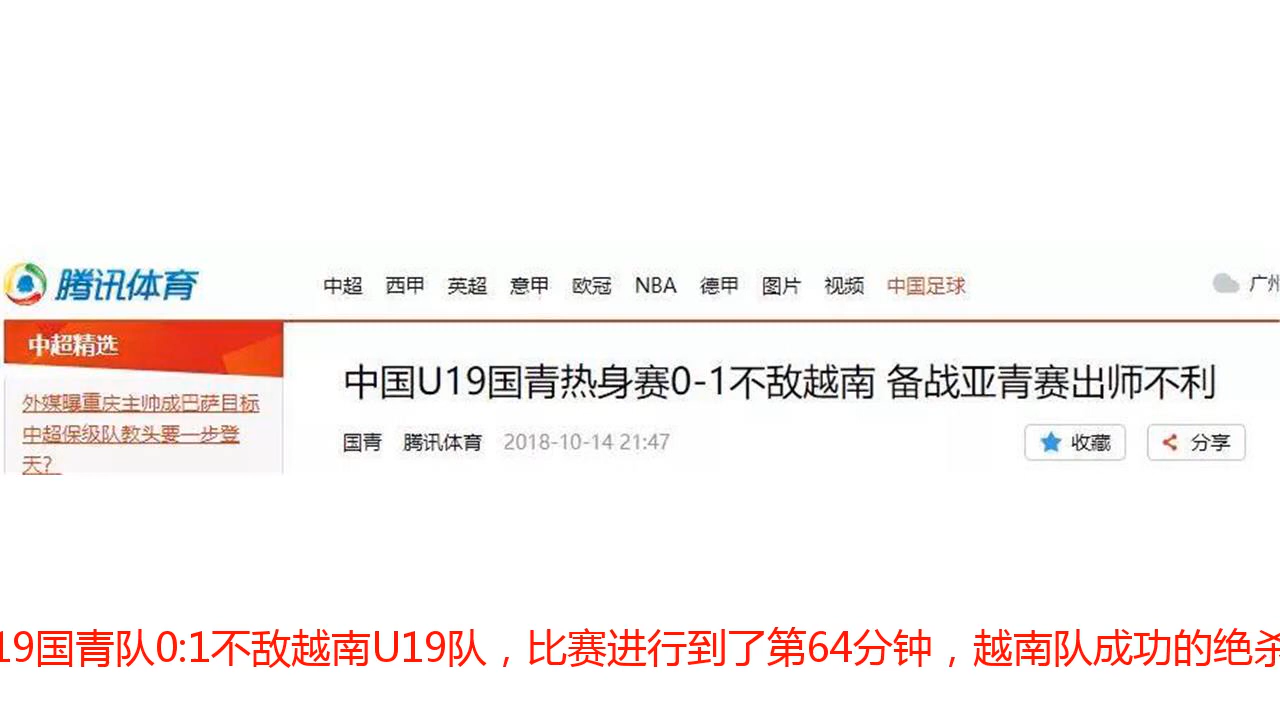 腾讯体育
中超 西甲 英超 意甲 欧冠 NBA 德甲 图片 视频 中国足球
广州
中超精选
外媒曝重庆主帅成巴萨目标
中超保级队教头要一步登
天?
中国U19国青热身赛0-1不敌越南 备战亚青赛出师不利
国青 腾讯体育 2018-10-14 21:47
收藏 分享
19国青队0:1不敌越南U19队，比赛进行到了第64分钟，越南队成功的绝杀